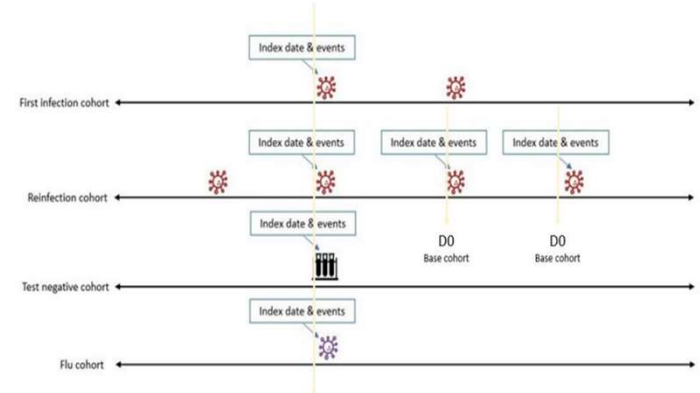 Index date & events
First infection cohort
Index date & events
Index date & events
Index date & events
Reinfection cohort
Index date & events
D0
Base cohort
D0
Base cohort
Test negative cohort
Index date & events
Flu cohort